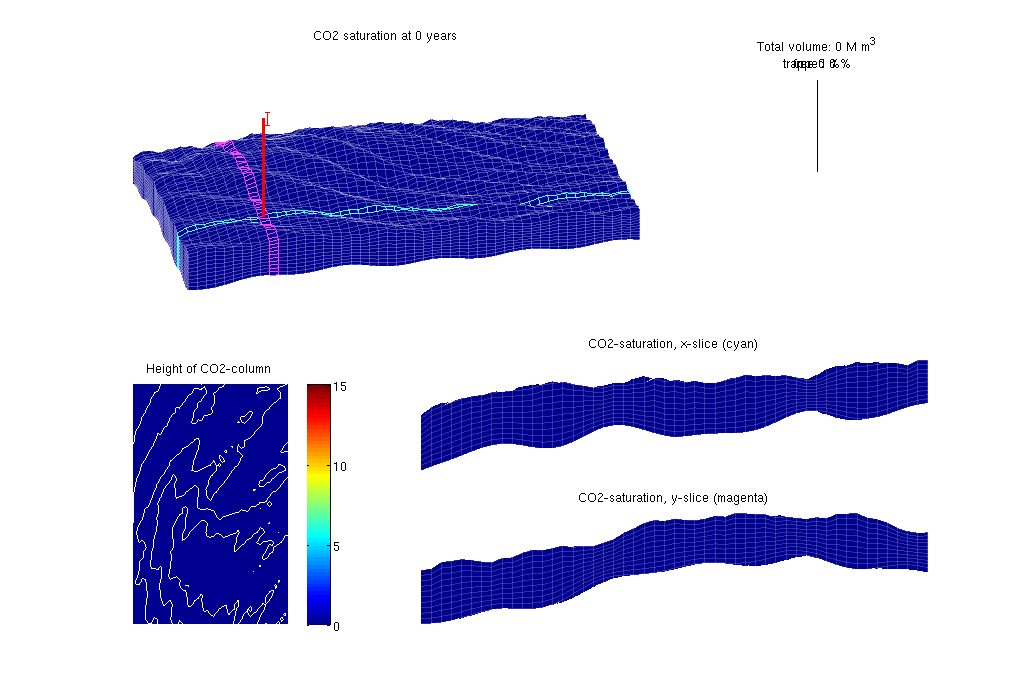 CO2 saturation at 0 years
Total volume: 0 M m³
I
Height of CO2-column
15
10
5
0
CO2-saturation, x-slice (cyan)
CO2-saturation, y-slice (magenta)